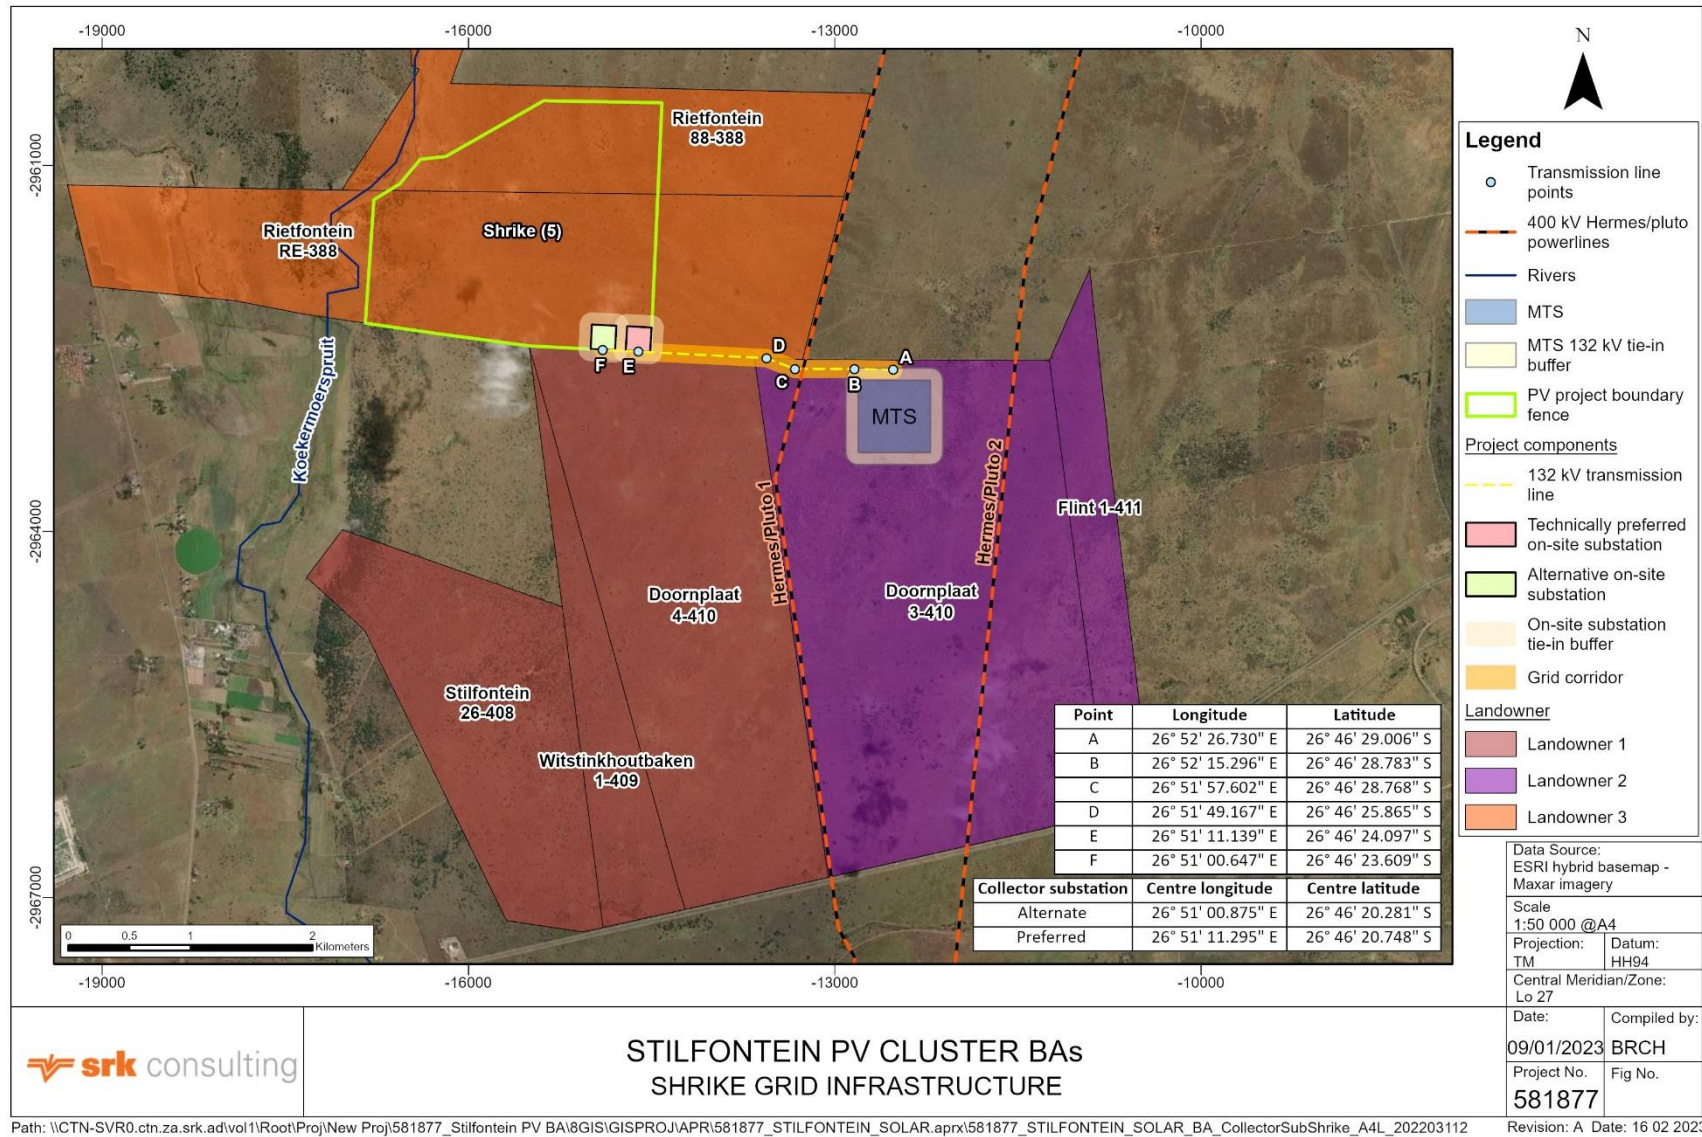 -19000
-16000
-13000
-10000
-2961000
-2964000
-2967000
Rietfontein
88-388
Rietfontein
RE-388
Shrike (5)
Koekermoerspruit
F
E
D
C
B
A
MTS
Hermes/Pluto 1
Hermes/Pluto 2
Flint 1-411
Doornplaat
4-410
Doornplaat
3-410
Stilfontein
26-408
Witstinkhoutbaken
1-409
Point Longitude Latitude
A 26° 52' 26.730" E 26° 46' 29.006" S
B 26° 52' 15.296" E 26° 46' 28.783" S
C 26° 51' 57.602" E 26° 46' 28.768" S
D 26° 51' 49.167" E 26° 46' 25.865" S
E 26° 51' 11.139" E 26° 46' 24.097" S
F 26° 51' 00.647" E 26° 46' 23.609" S
Collector substation Centre longitude Centre latitude
Alternate 26° 51' 00.875" E 26° 46' 20.281" S
Preferred 26° 51' 11.295" E 26° 46' 20.748" S
0 0.5 1 2
Kilometers
-19000
-16000
-13000
-10000
N
Legend
Transmission line
points
400 kV Hermes/pluto
powerlines
Rivers
MTS
MTS 132 kV tie-in
buffer
PV project boundary
fence
Project components
132 kV transmission
line
Technically preferred
on-site substation
Alternative on-site
substation
On-site substation
tie-in buffer
Grid corridor
Landowner
Landowner 1
Landowner 2
Landowner 3
Data Source:
ESRI hybrid basemap -
Maxar imagery
Scale
1:50 000 @A4
Projection: Datum:
TM HH94
Central Meridian/Zone:
Lo 27
Date: Compiled by:
09/01/2023 BRCH
Project No. Fig No.
581877
srk consulting
STILFONTEIN PV CLUSTER BAs
SHRIKE GRID INFRASTRUCTURE
Path: \\CTN-SVR0.ctn.za.srk.ad\vol1\Root\Proj\New Proj\581877_Stilfontein PV BA\8GIS\GISPROJ\APR\581877_STILFONTEIN_SOLAR.aprx\581877_STILFONTEIN_SOLAR_BA_CollectorSubShrike_A4L_202203112
Revision: A Date: 16 02 202